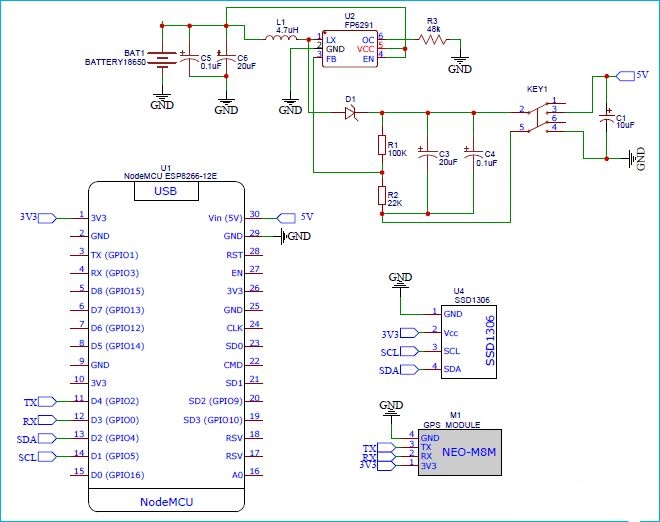 L1
4.7uH
U2
FP6291
1 LX OC 6
2 GND VCC 5
3 FB EN 4
R3
48k
GND
BAT1
BATTERY18650
C5
0.1uF
C6
20uF
GND
GND
GND
D1
R1
100K
R2
22K
C3
20uF
C4
0.1uF
KEY1
2 1
3
6
5 4
5V
C1
10uF
GND
U1
NodeMCU ESP8266-12E
USB
3V3 1 3V3 Vin (5V) 30 5V
2 GND GND 29 GND
3 TX (GPIO1) RST 28
4 RX (GPIO3) EN 27
5 D8 (GPIO15) 3V3 26
6 D7 (GPIO13) GND 25
7 D6 (GPIO12) CLK 24
8 D5 (GPIO14) SD0 23
9 GND CMD 22
10 3V3 SD1 21
TX 11 D4 (GPIO2) SD2 (GPIO9) 20
RX 12 D3 (GPIO0) SD3 (GPIO10) 19
SDA 13 D2 (GPIO4) RSV 18
SCL 14 D1 (GPIO5) RSV 17
15 D0 (GPIO16) A0 16
NodeMCU
GND
U4
SSD1306
1 GND
3V3 2 Vcc
SCL 3 SCL
SDA 4 SDA
SSD1306
GND
M1
GPS_MODULE
4 GND
TX 3 TX
RX 2 RX
3V3 1 3V3
NEO-M8M